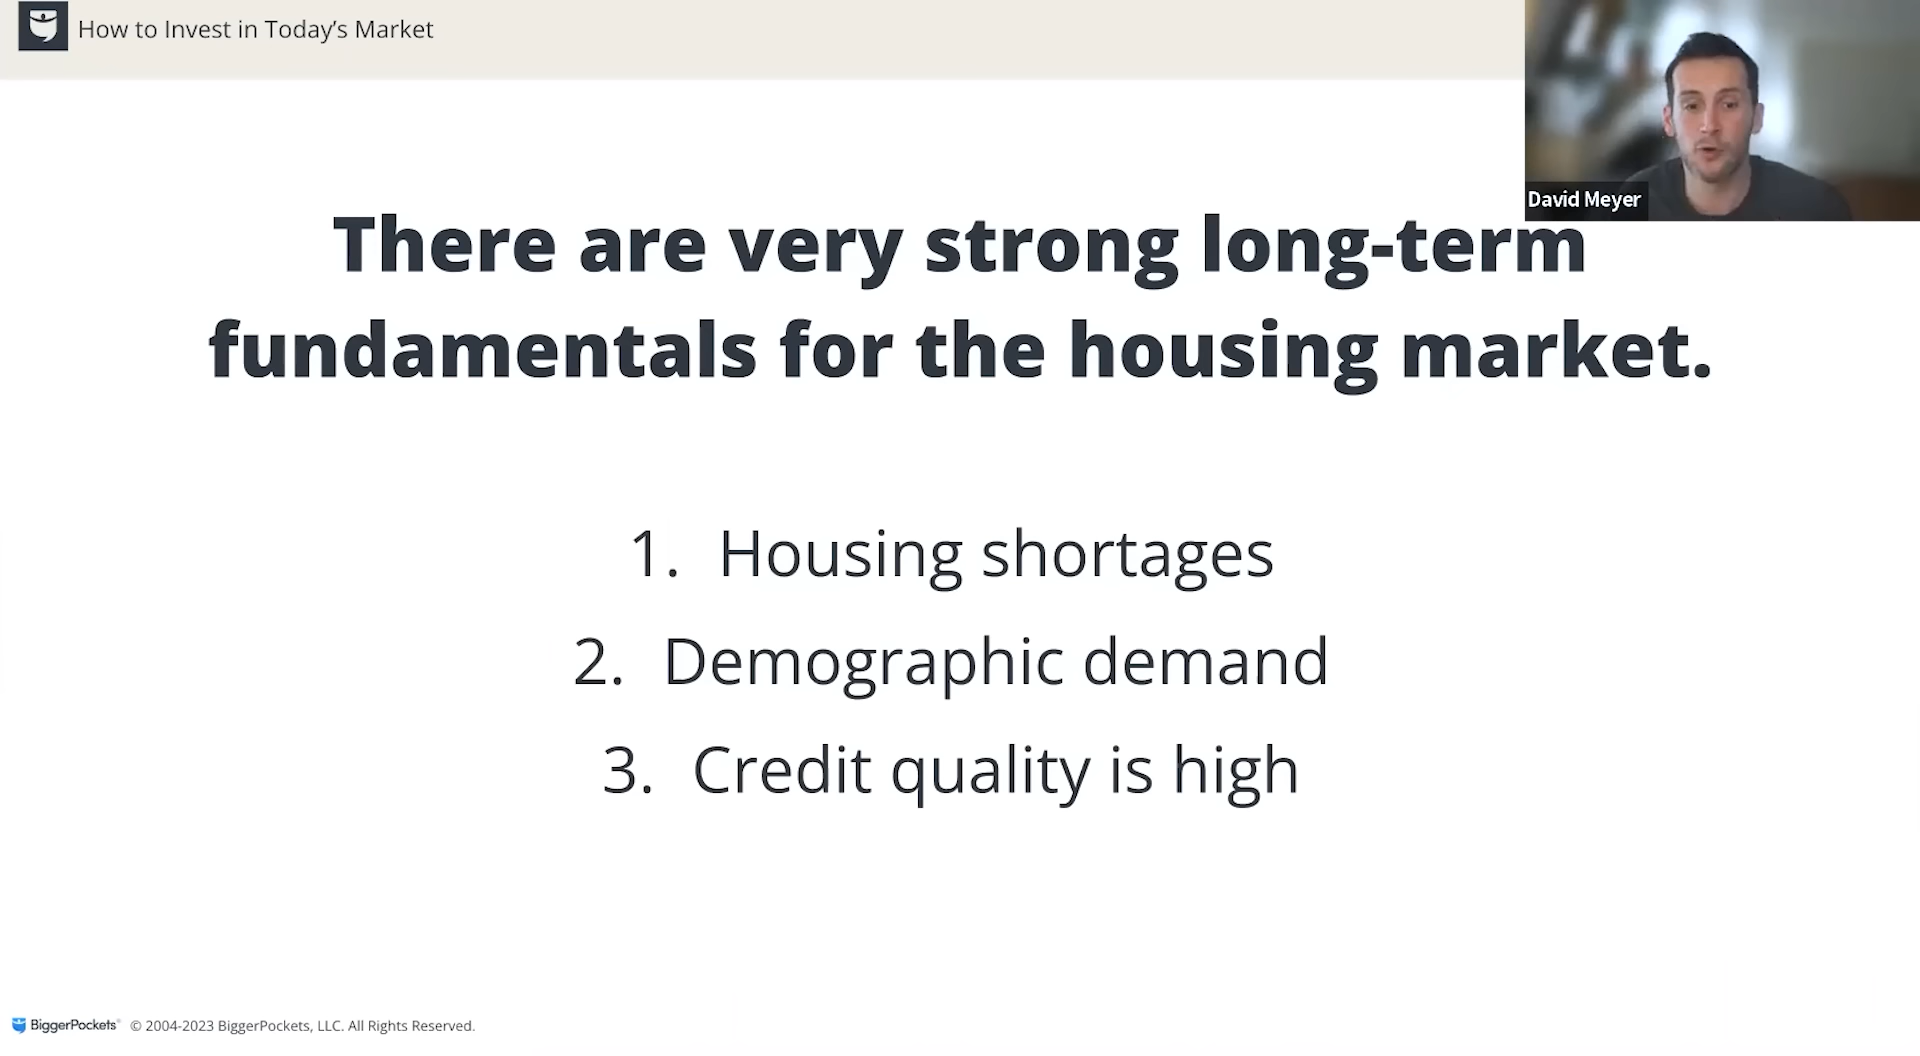 How to Invest in Today's Market
David Meyer
There are very strong long-term
fundamentals for the housing market.
1. Housing shortages
2. Demographic demand
3. Credit quality is high
BiggerPockets® © 2004-2023 BiggerPockets, LLC. All Rights Reserved.